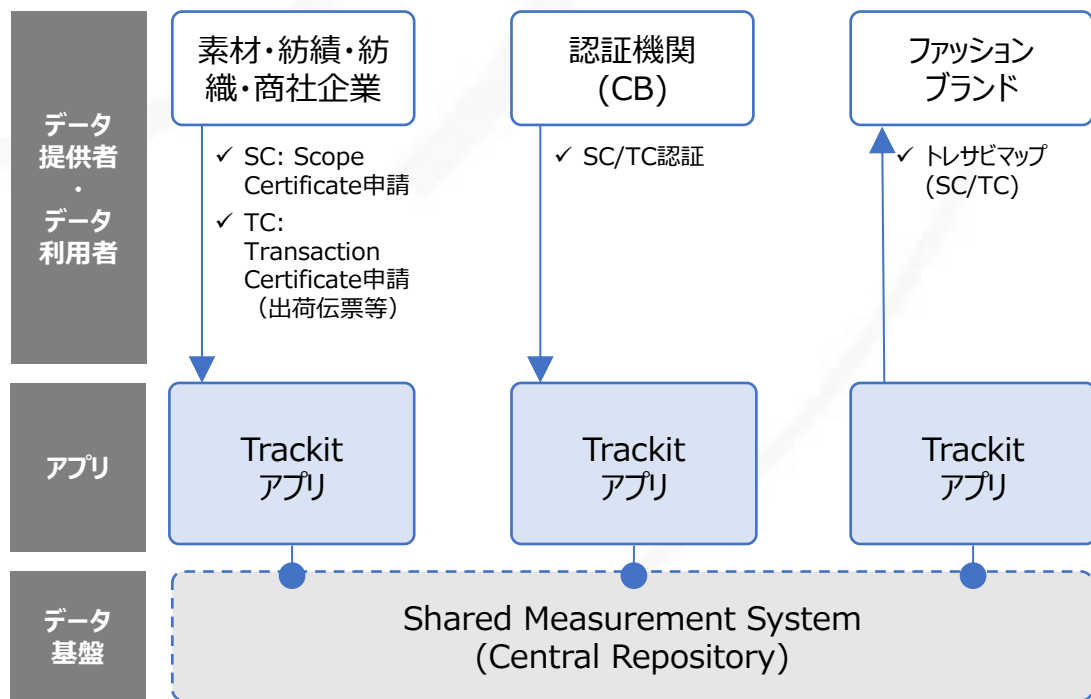 データ
提供者
・
データ
利用者
素材・紡績・紡
織・商社企業
認証機関
(CB)
ファッション
ブランド
✓ SC: Scope
Certificate申請
✓ TC:
Transaction
Certificate申請
（出荷伝票等）
✓ SC/TC認証
✓ トレサビマップ
(SC/TC)
アプリ
Trackit
アプリ
Trackit
アプリ
Trackit
アプリ
データ
基盤
Shared Measurement System
(Central Repository)